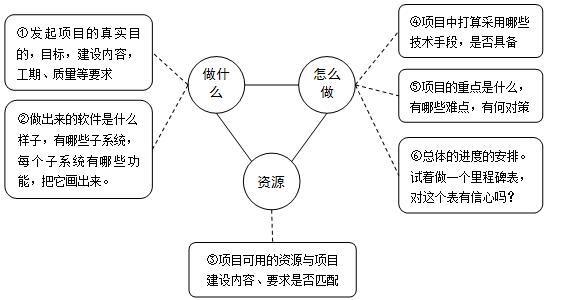 ①发起项目的真实目
的，目标，建设内容，
工期、质量等要求
②做出来的软件是什么
样子，有哪些子系统，
每个子系统有哪些功
能，把它画出来。
做什
么
怎么
做
资源
③项目可用的资源与项目
建设内容、要求是否匹配
④项目中打算采用哪些
技术手段，是否具备
⑤项目的重点是什么，
有哪些难点，有何对策
⑥总体的进度的安排。
试着做一个里程碑表，
对这个表有信心吗？